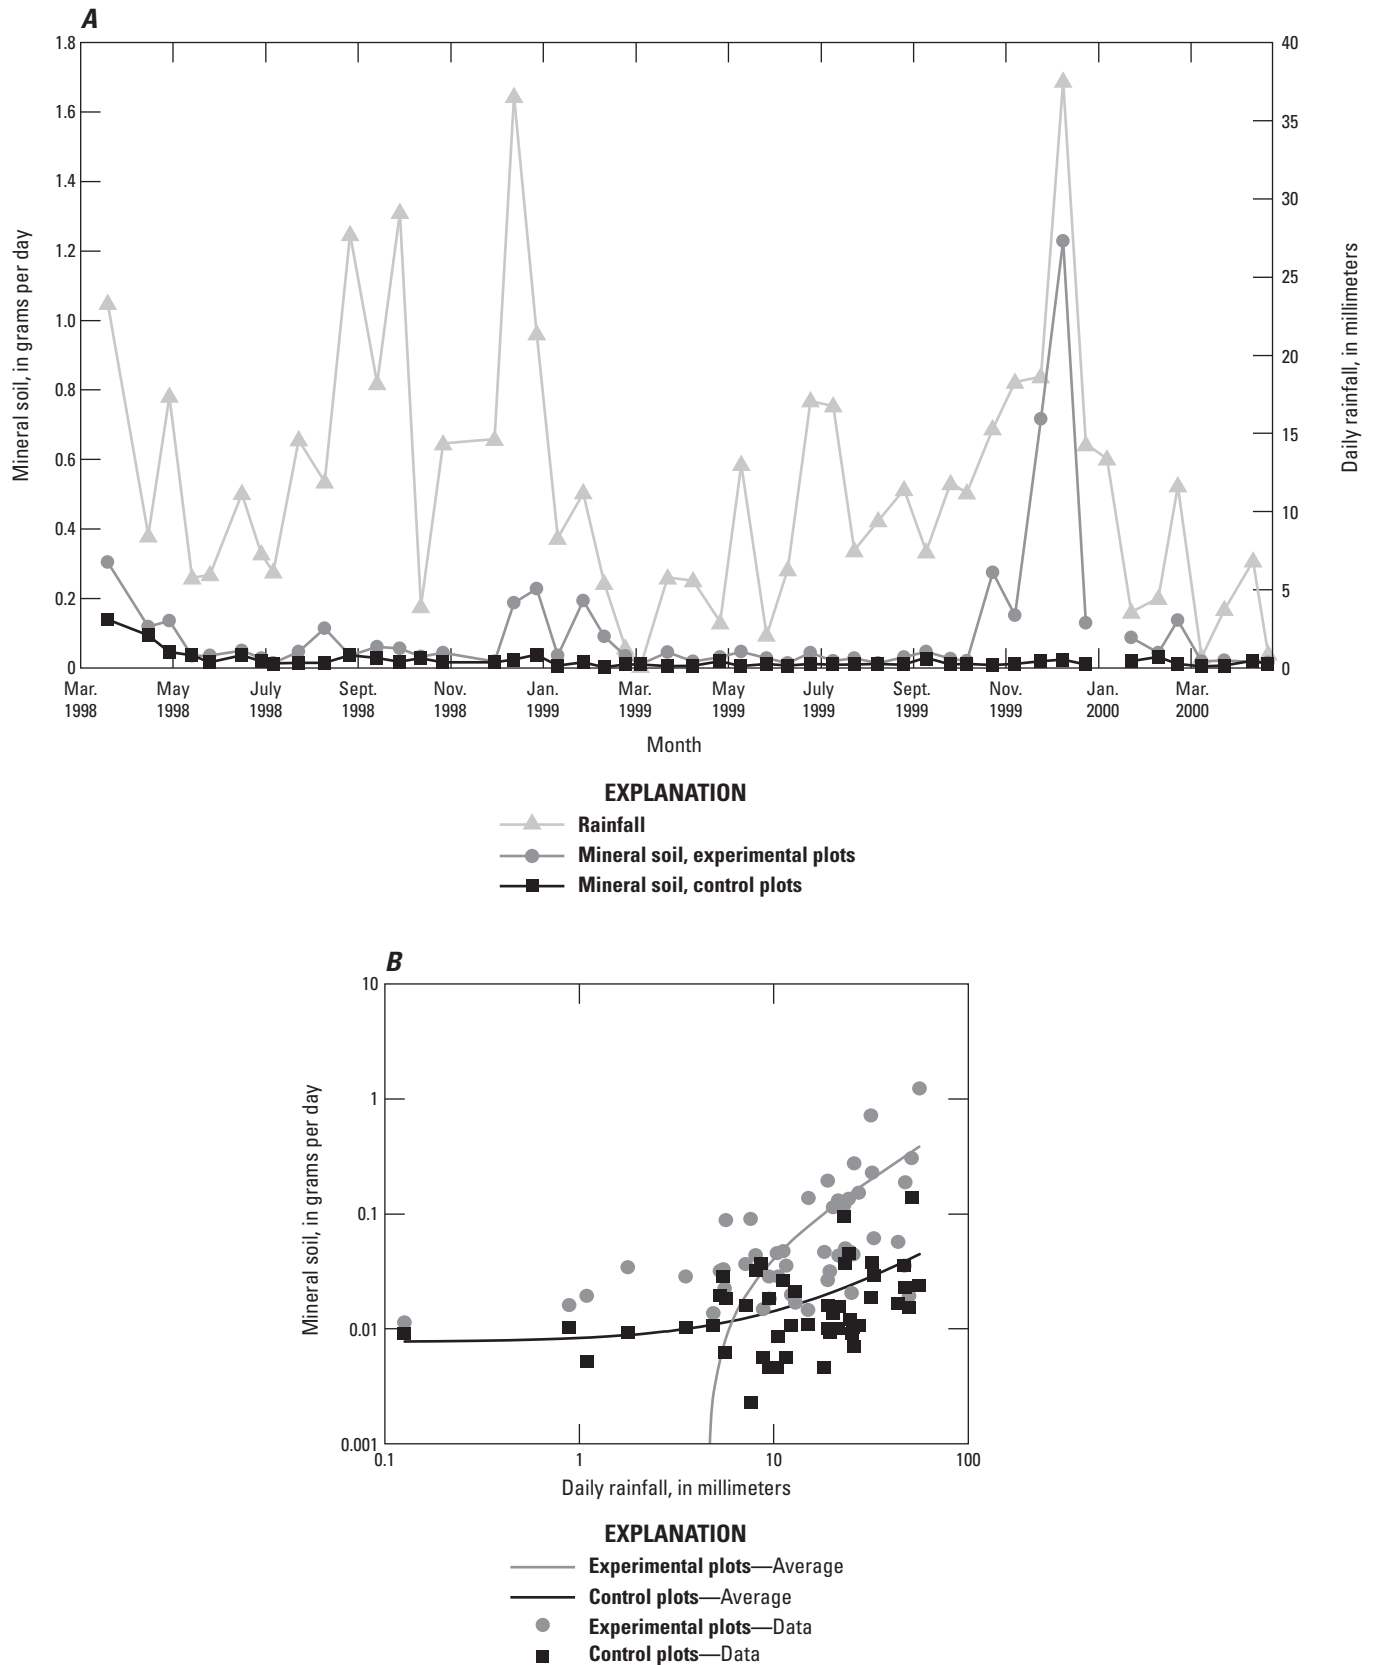 A
1.8
1.6
1.4
1.2
1.0
0.8
0.6
0.4
0.2
0
Mineral soil, in grams per day
40
35
30
25
20
15
10
5
0
Daily rainfall, in millimeters
Mar. May July Sept. Nov. Jan. Mar. May July Sept. Nov. Jan. Mar.
1998 1998 1998 1998 1998 1999 1999 1999 1999 1999 1999 2000 2000
Month
EXPLANATION
Rainfall
Mineral soil, experimental plots
Mineral soil, control plots
B
10
1
0.1
0.01
0.001
Mineral soil, in grams per day
0.1 1 10 100
Daily rainfall, in millimeters
EXPLANATION
Experimental plots—Average
Control plots—Average
Experimental plots—Data
Control plots—Data